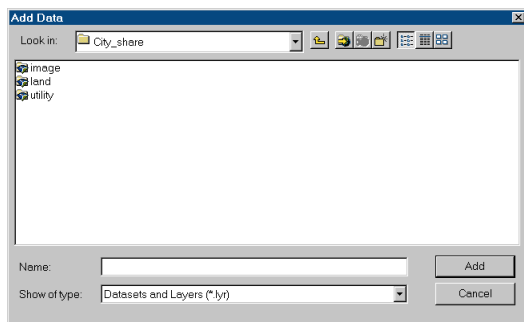 Add Data
Look in: City_share
image
land
utility
Name: Add
Show of type: Datasets and Layers (*.lyr) Cancel